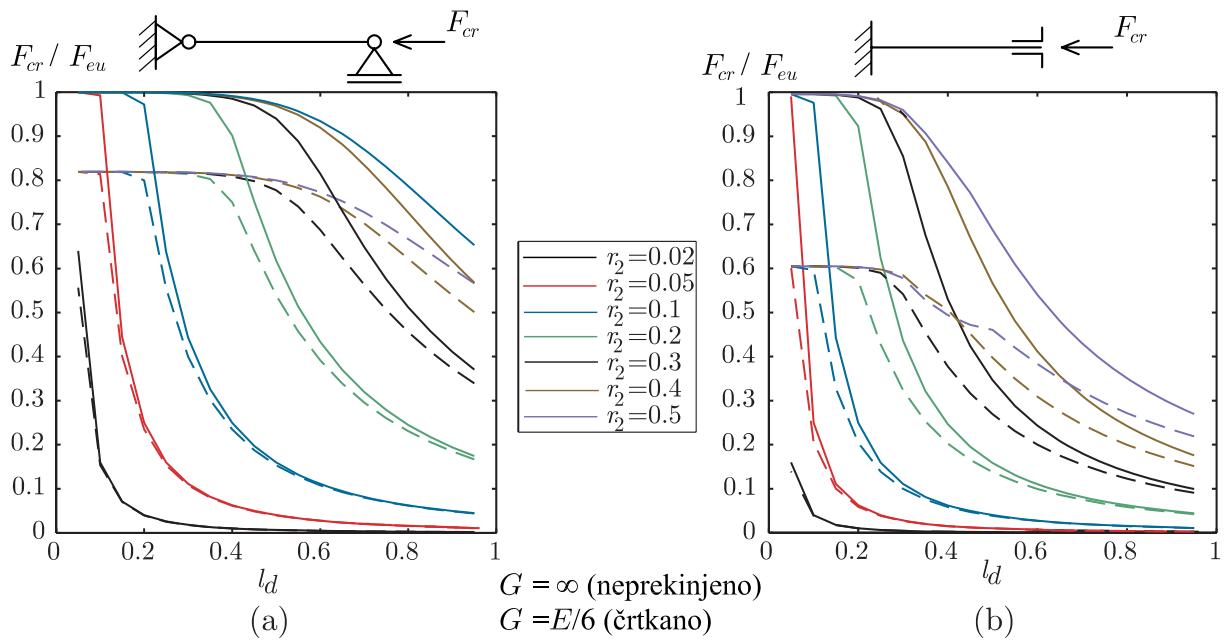 F_cr
F_cr / F_eu
1
0.9
0.8
0.7
0.6
0.5
0.4
0.3
0.2
0.1
0
0 0.2 0.4 0.6 0.8 1
l_d
(a)
r_2=0.02
r_2=0.05
r_2=0.1
r_2=0.2
r_2=0.3
r_2=0.4
r_2=0.5
G = ∞ (neprekinjeno)
G = E/6 (črtkano)
F_cr
F_cr / F_eu
1
0.9
0.8
0.7
0.6
0.5
0.4
0.3
0.2
0.1
0
0 0.2 0.4 0.6 0.8 1
l_d
(b)